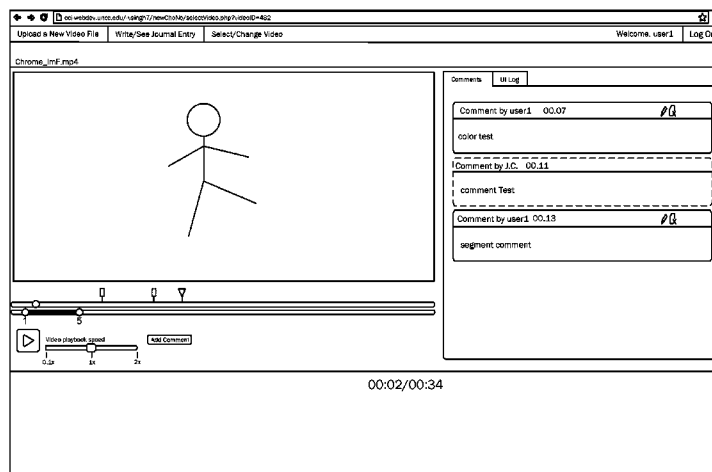 cci-webdev.uncc.edu/~vsingh7/newChoNo/selectVideo.php?videoID=482
Upload a New Video File Write/See Journal Entry Select/Change Video Welcome, user1 Log Ou
Chrome_ImF.mp4
Comments UI Log
Comment by user1 00.07
color test
Comment by J.C. 00.11
comment Test
Comment by user1 00.13
segment comment
1 5
Video playback speed Add Comment
0.1x 1x 2x
00:02/00:34